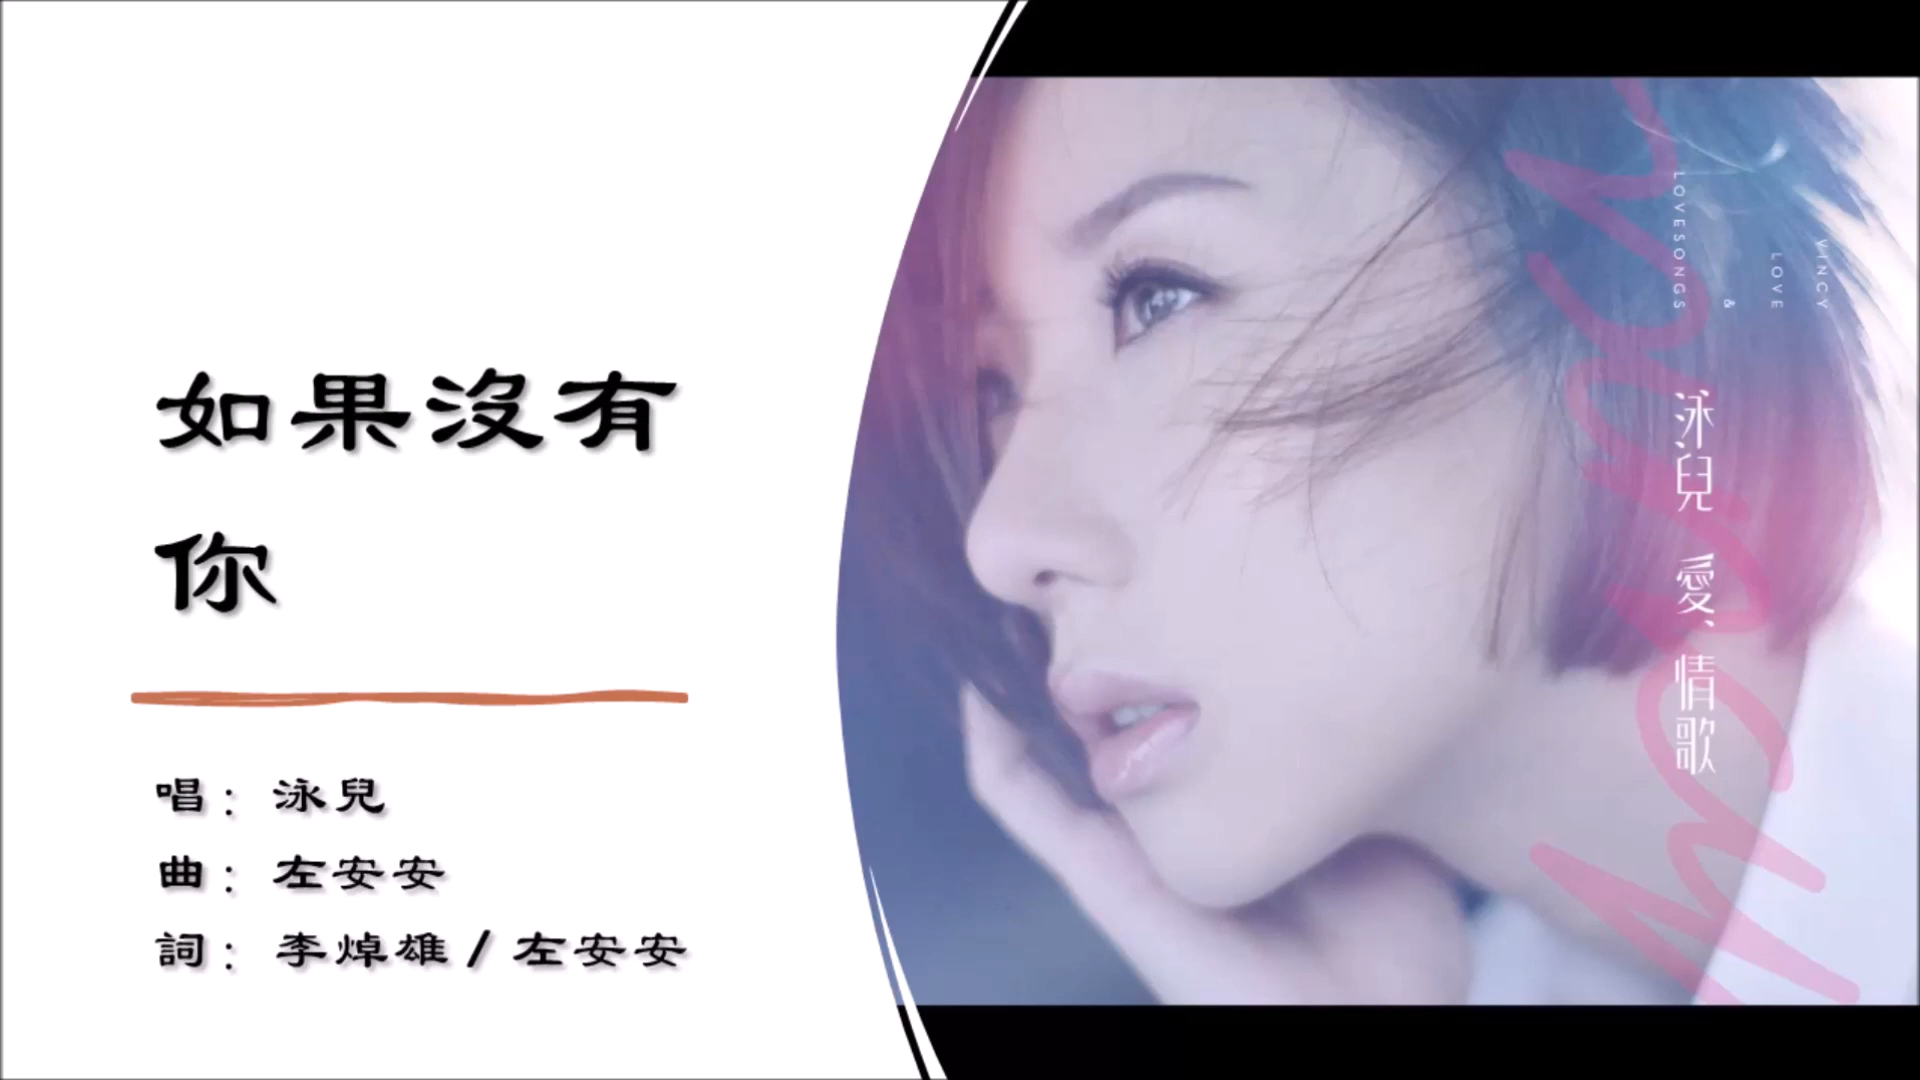 如果沒有
你
唱： 泳兒
曲： 左安安
詞： 李焯雄 / 左安安
VINCY
LOVE
&
LOVESONGS
泳兒 愛、情歌